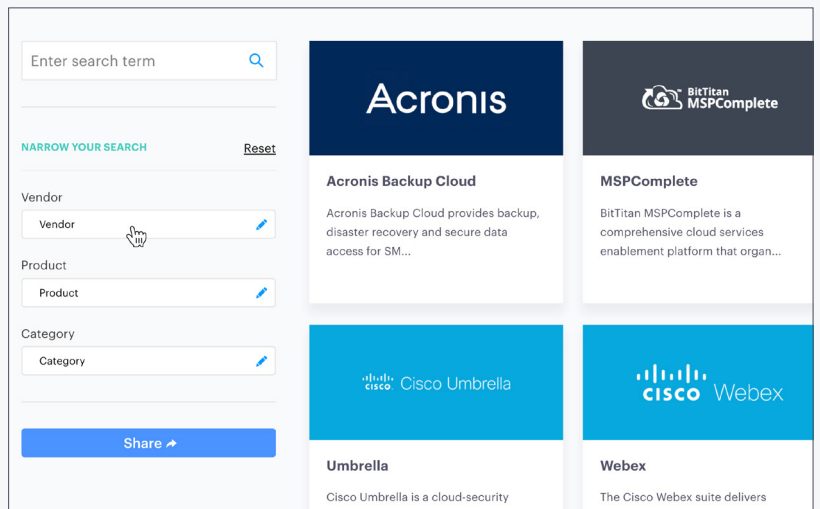 Enter search term
NARROW YOUR SEARCH
Reset
Vendor
Vendor
Product
Product
Category
Category
Share
Acronis
Acronis Backup Cloud
Acronis Backup Cloud provides backup,
disaster recovery and secure data
access for SM...
BitTitan
MSPComplete
MSPComplete
BitTitan MSPComplete is a
comprehensive cloud services
enablement platform that organ...
cisco Cisco Umbrella
Umbrella
Cisco Umbrella is a cloud-security
cisco Webex
Webex
The Cisco Webex suite delivers